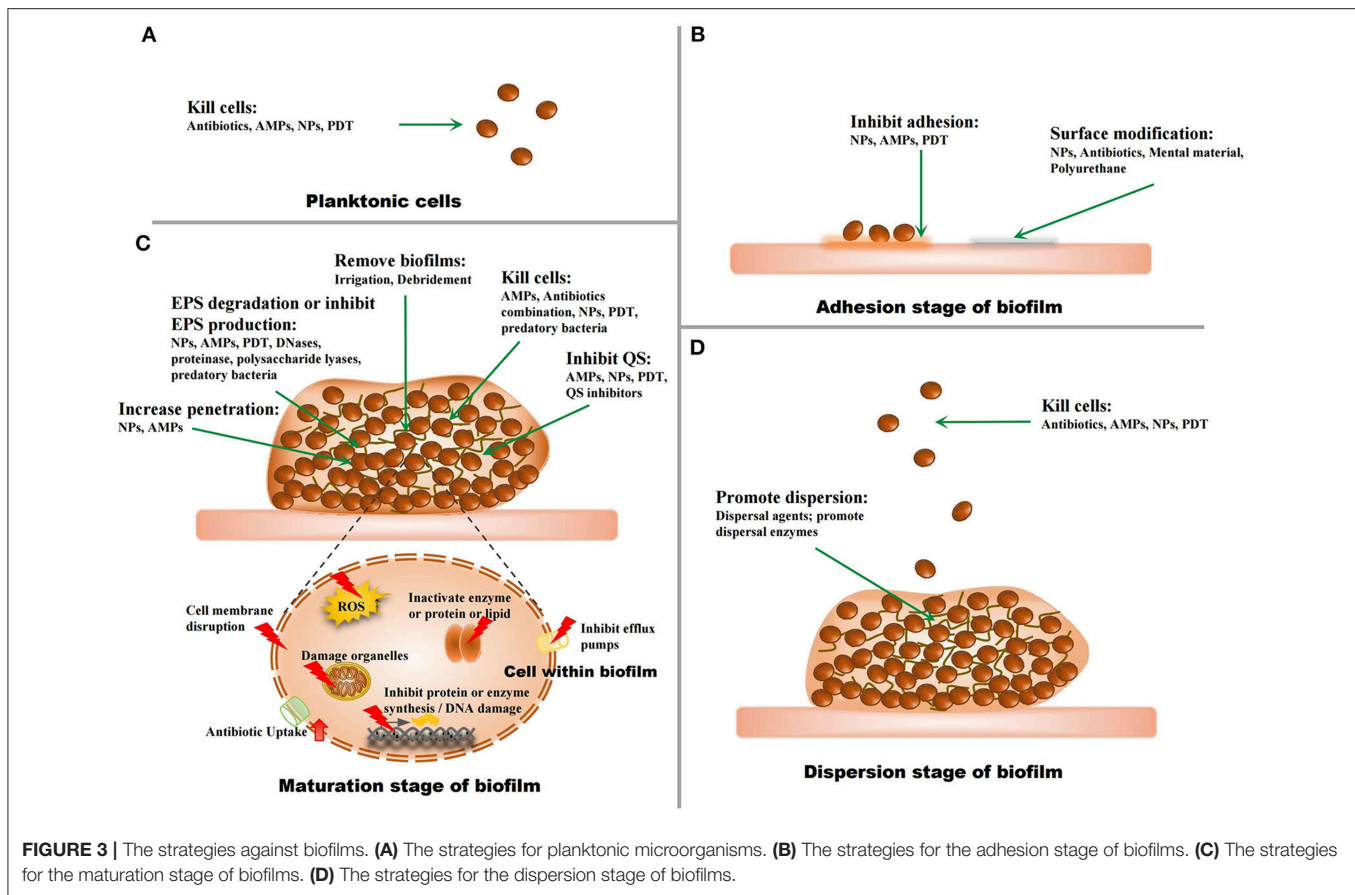 A
Kill cells:
Antibiotics, AMPs, NPs, PDT
Planktonic cells
B
Inhibit adhesion:
NPs, AMPs, PDT
Surface modification:
NPs, Antibiotics, Mental material,
Polyurethane
Adhesion stage of biofilm
C
Remove biofilms:
Irrigation, Debridement
Kill cells:
AMPs, Antibiotics
combination, NPs, PDT,
predatory bacteria
EPS degradation or inhibit
EPS production:
NPs, AMPs, PDT, DNases,
proteinase, polysaccharide lyases,
predatory bacteria
Inhibit QS:
AMPs, NPs, PDT,
QS inhibitors
Increase penetration:
NPs, AMPs
ROS
Inactivate enzyme
or protein or lipid
Cell membrane
disruption
Inhibit efflux
pumps
Damage organelles
Cell within biofilm
Inhibit protein or enzyme
synthesis / DNA damage
Antibiotic Uptake
Maturation stage of biofilm
D
Kill cells:
Antibiotics, AMPs, NPs, PDT
Promote dispersion:
Dispersal agents; promote
dispersal enzymes
Dispersion stage of biofilm
FIGURE 3 | The strategies against biofilms. (A) The strategies for planktonic microorganisms. (B) The strategies for the adhesion stage of biofilms. (C) The strategies
for the maturation stage of biofilms. (D) The strategies for the dispersion stage of biofilms.